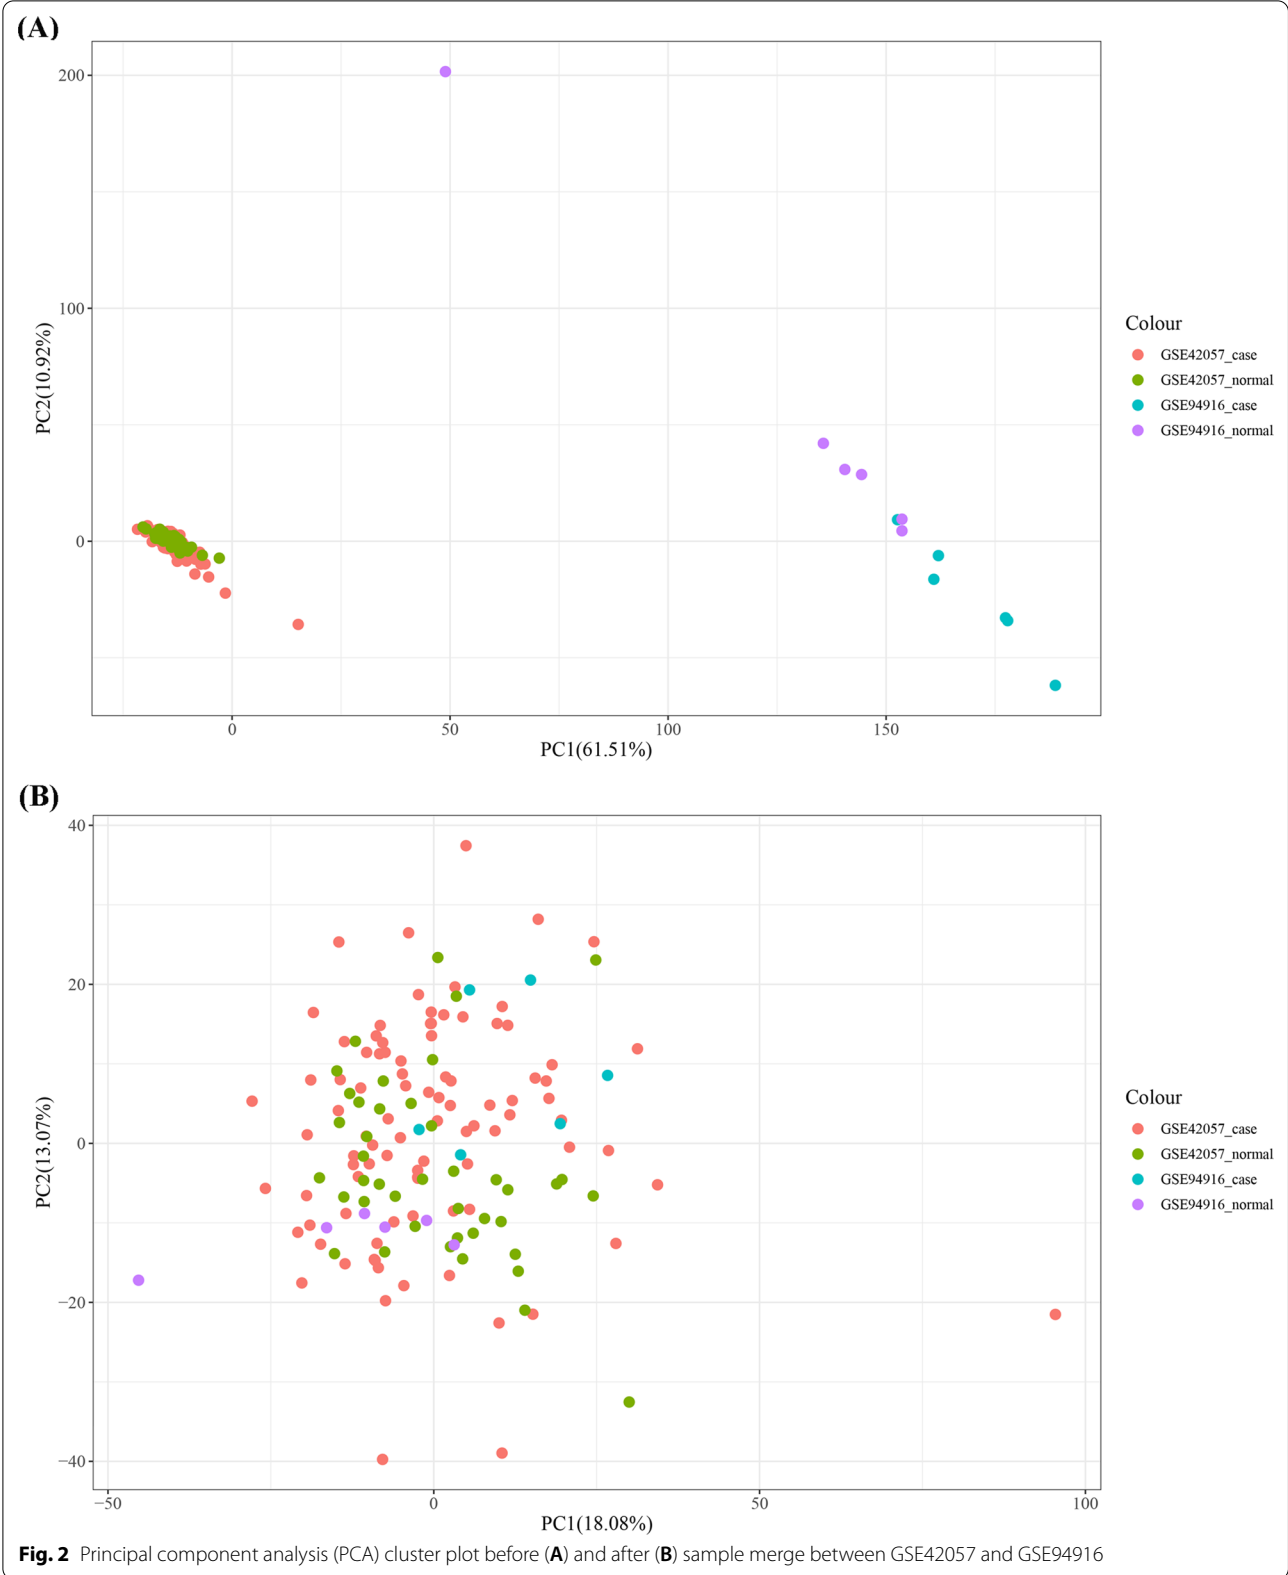 (A)
200
100
0
PC2(10.92%)
0
50
100
150
PC1(61.51%)
Colour
GSE42057_case
GSE42057_normal
GSE94916_case
GSE94916_normal
(B)
40
20
0
−20
−40
PC2(13.07%)
−50
0
50
100
PC1(18.08%)
Colour
GSE42057_case
GSE42057_normal
GSE94916_case
GSE94916_normal
Fig. 2 Principal component analysis (PCA) cluster plot before (A) and after (B) sample merge between GSE42057 and GSE94916